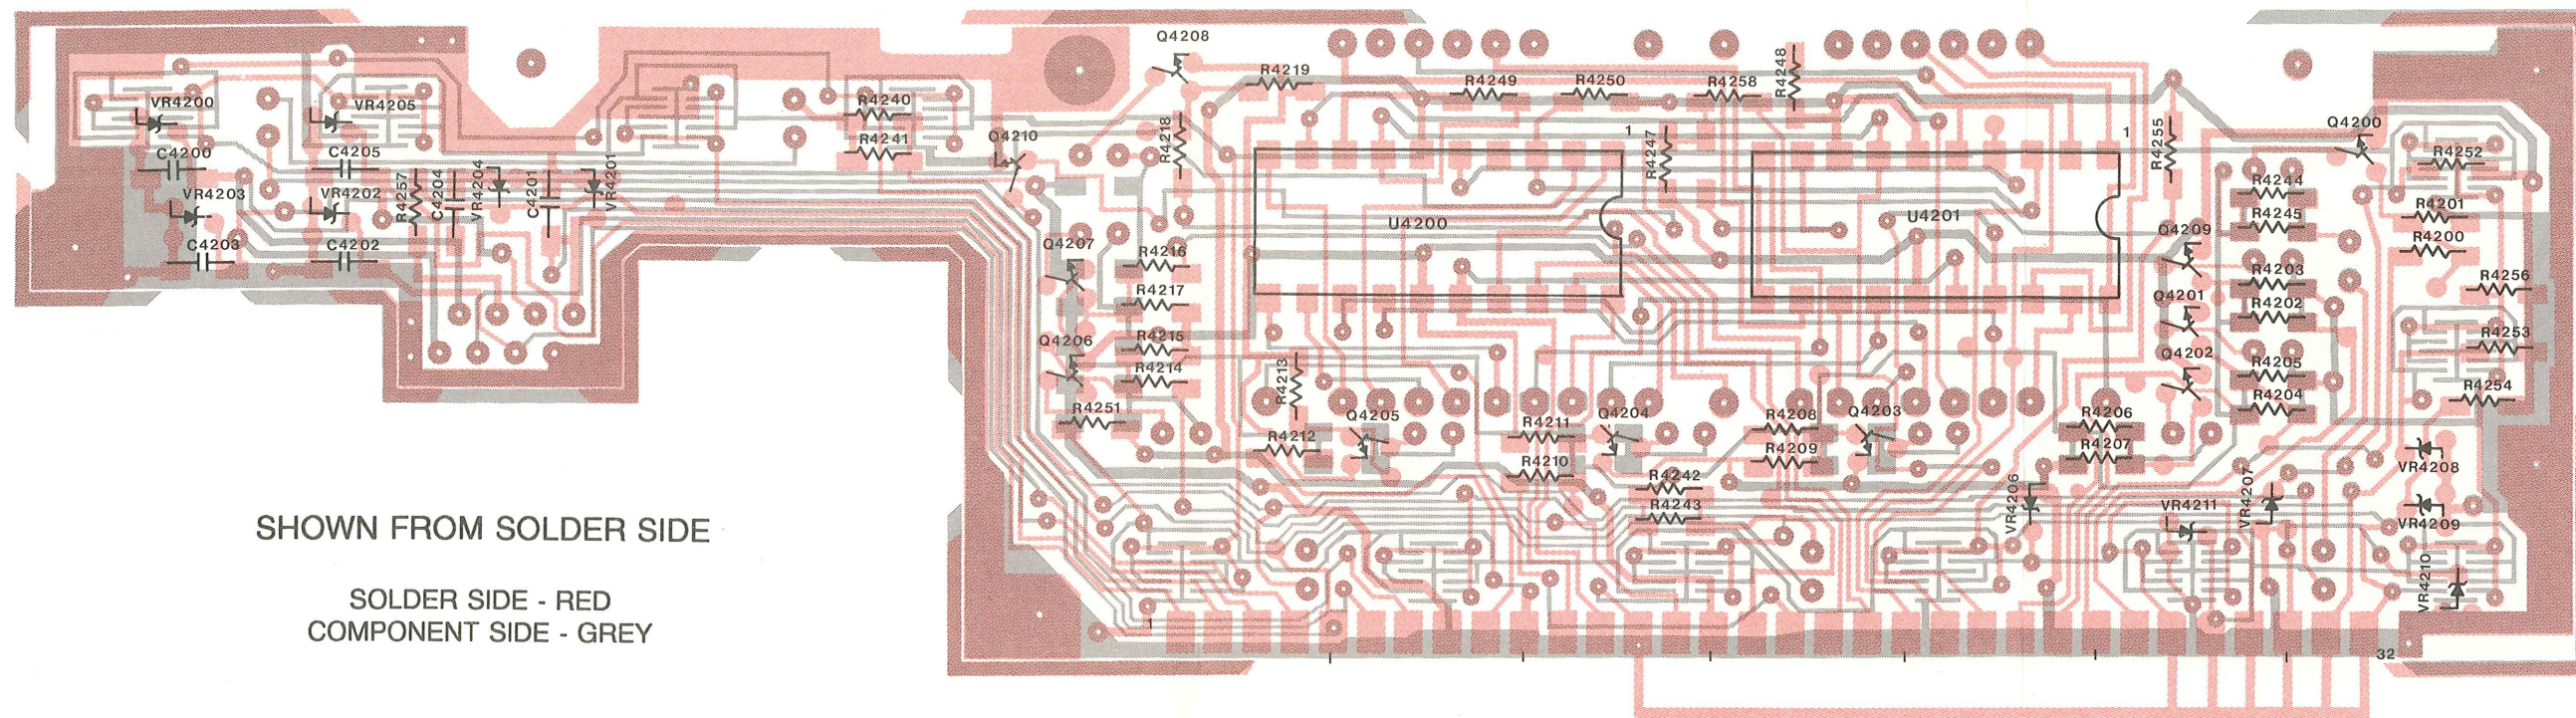 Q4208
R4219
R4249
R4250
R4258
R4248
VR4200
VR4205
R4240
R4241
Q4210
R4218
1
R4247
1
R4255
Q4200
R4252
C4200
C4205
VR4203
VR4202
R4257
C4204
VR4204
C4201
VR4201
U4200
U4201
R4244
R4245
R4201
R4200
Q4209
C4203
C4202
Q4207
R4216
R4217
R4203
R4202
R4256
Q4201
Q4206
R4215
R4214
R4213
R4251
R4212
Q4205
R4211
R4210
Q4204
R4208
R4209
Q4203
R4206
R4207
Q4202
R4205
R4204
R4253
R4254
R4242
R4243
VR4206
VR4211
VR4207
VR4208
VR4209
VR4210
SHOWN FROM SOLDER SIDE
SOLDER SIDE - RED
COMPONENT SIDE - GREY
1
32